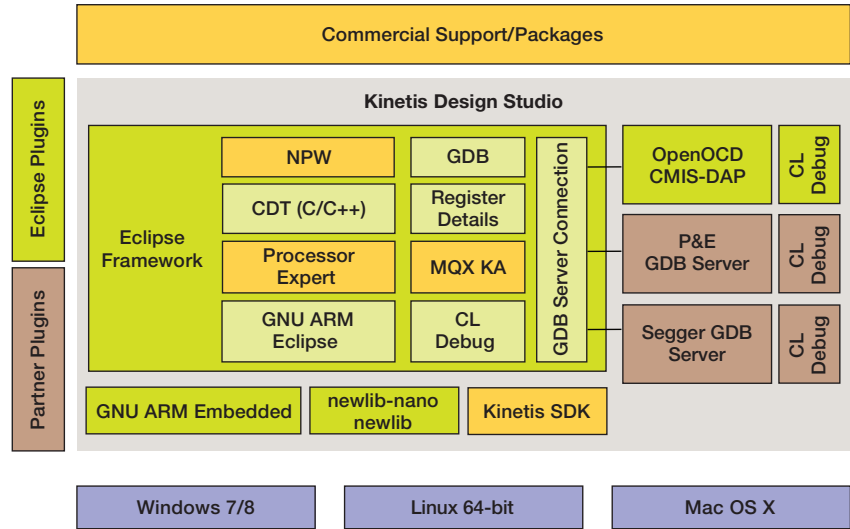 Commercial Support/Packages
Eclipse Plugins
Partner Plugins
Kinetis Design Studio
Eclipse
Framework
NPW
GDB
CDT (C/C++)
Register
Details
Processor
Expert
MQX KA
GNU ARM
Eclipse
CL
Debug
GDB Server Connection
OpenOCD
CMIS-DAP
CL
Debug
P&E
GDB Server
CL
Debug
Segger GDB
Server
CL
Debug
GNU ARM Embedded
newlib-nano
newlib
Kinetis SDK
Windows 7/8
Linux 64-bit
Mac OS X